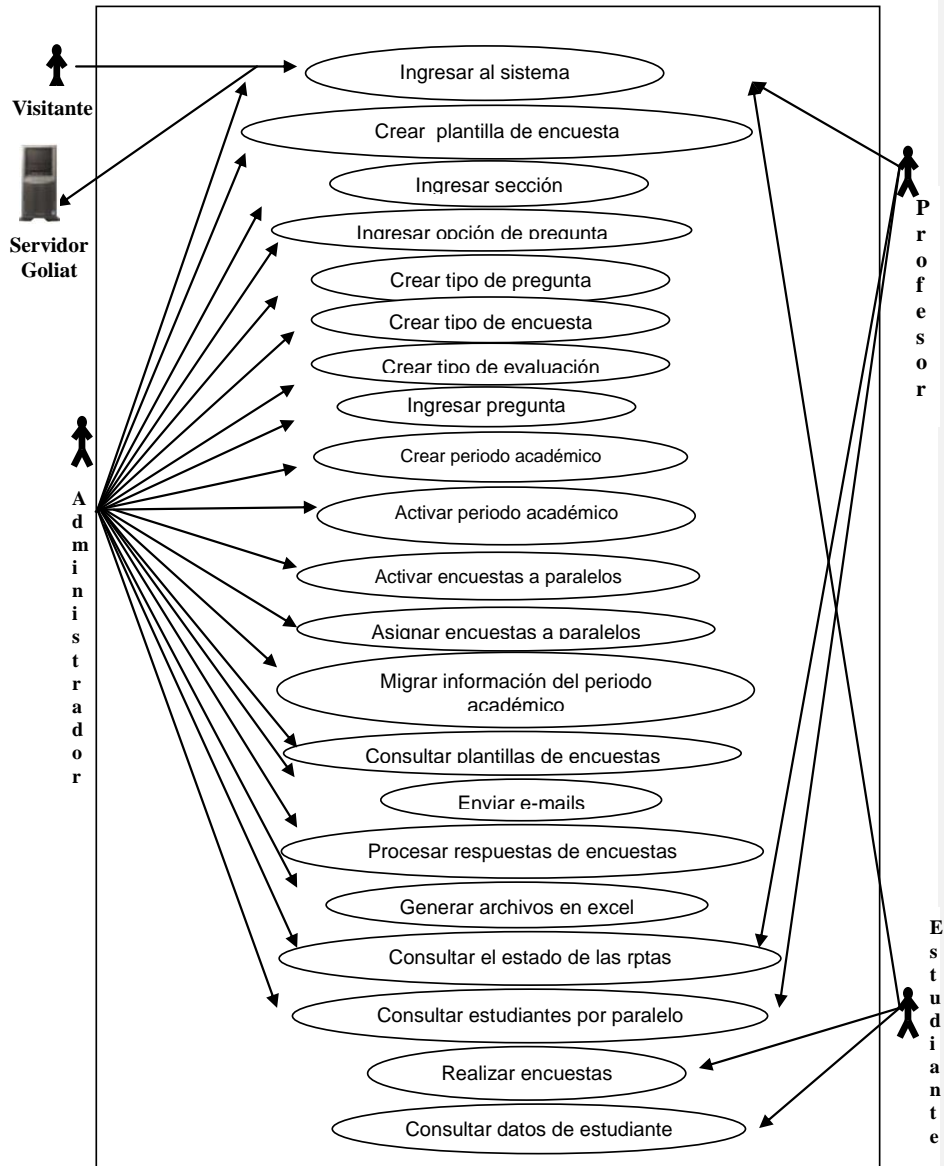 Ingresar al sistema
Visitante
Crear plantilla de encuesta
Ingresar sección
Servidor
Goliat
Ingresar opción de pregunta
Profesor
Crear tipo de pregunta
Crear tipo de encuesta
Crear tipo de evaluación
Ingresar pregunta
Crear periodo académico
Administrador
Activar periodo académico
Activar encuestas a paralelos
Asignar encuestas a paralelos
Migrar información del periodo
académico
Consultar plantillas de encuestas
Enviar e-mails
Procesar respuestas de encuestas
Generar archivos en excel
Estudiante
Consultar el estado de las rptas
Consultar estudiantes por paralelo
Realizar encuestas
Consultar datos de estudiante